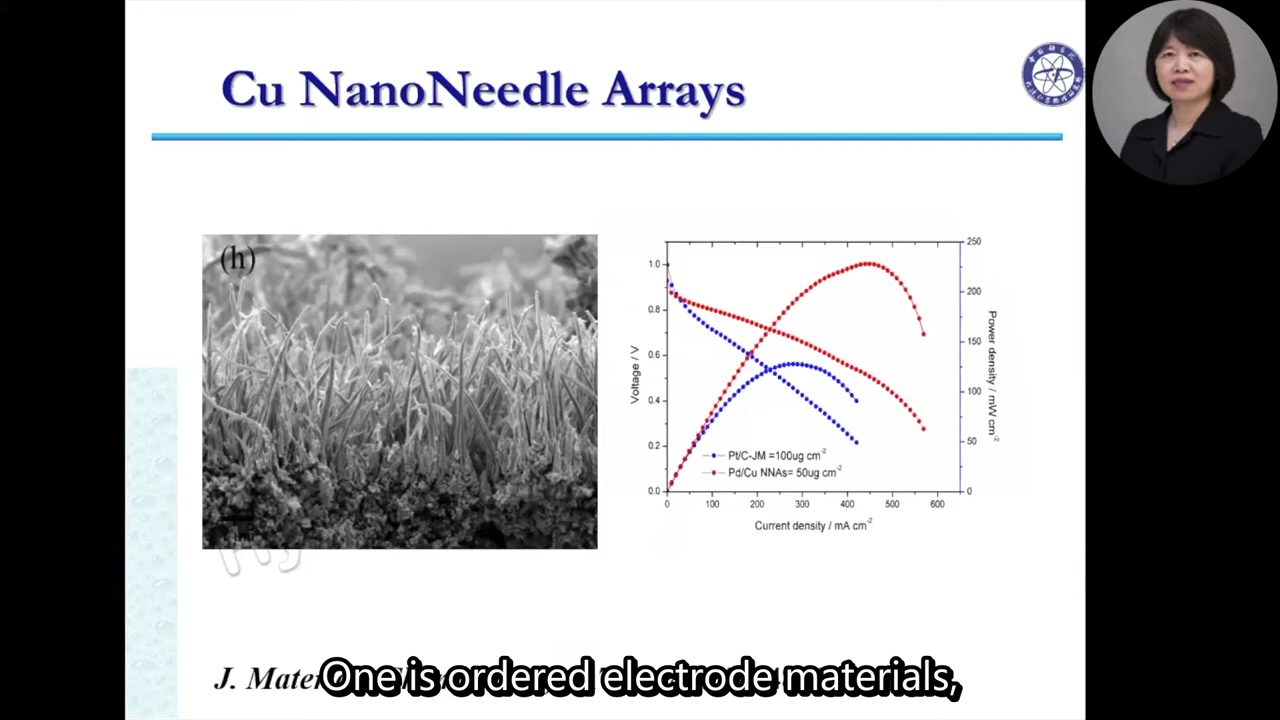 Cu NanoNeedle Arrays
(h)
1.0
0.8
0.6
0.4
0.2
0.0
Voltage / V
250
200
150
100
50
0
Power density / mW cm-2
Pt/C-JM =100ug cm-2
Pd/Cu NNAs= 50ug cm-2
0 100 200 300 400 500 600
Current density / mA cm-2
Hy
J. Mater
One is ordered electrode materials,